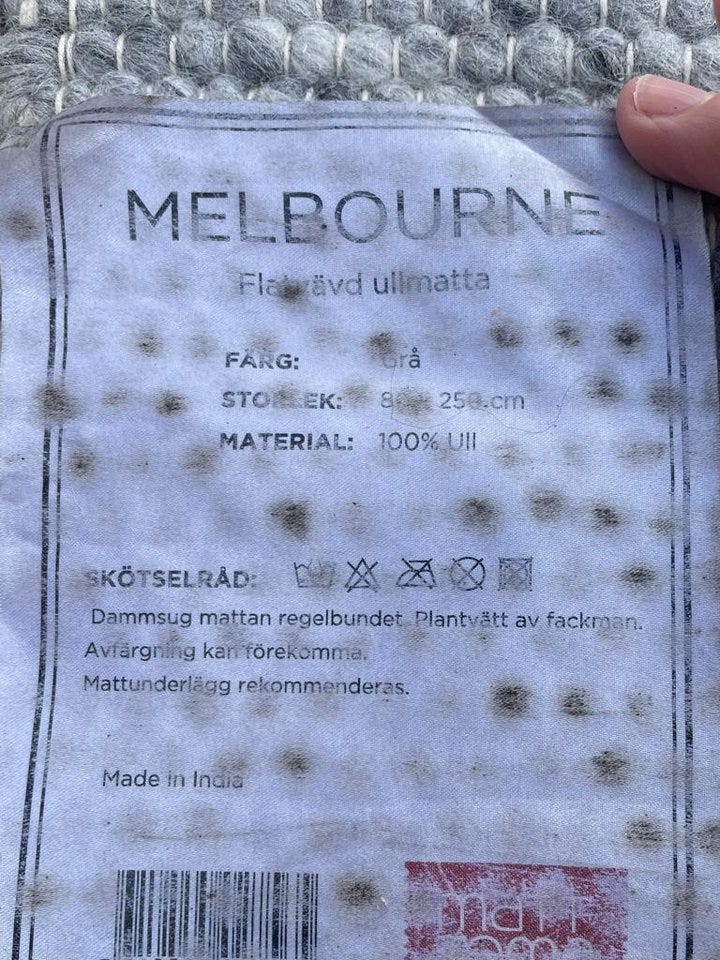 MELBOURNE
Flatvävd ullmatta
FÄRG: Grå
STORLEK: 80 x 250 cm
MATERIAL: 100% Ull
SKÖTSELRÅD:
Dammsug mattan regelbundet. Plantvätt av fackman.
Avfärgning kan förekomma.
Mattunderlägg rekommenderas.
Made in India